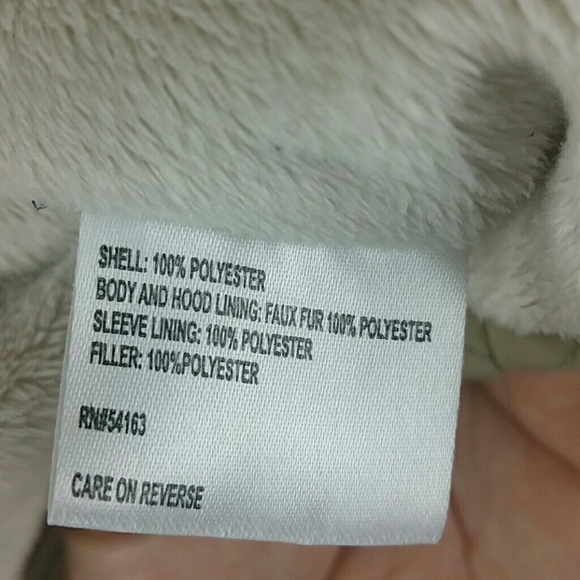 SHELL: 100% POLYESTER
BODY AND HOOD LINING: FAUX FUR 100% POLYESTER
SLEEVE LINING: 100% POLYESTER
FILLER: 100%POLYESTER
RN#54163
CARE ON REVERSE